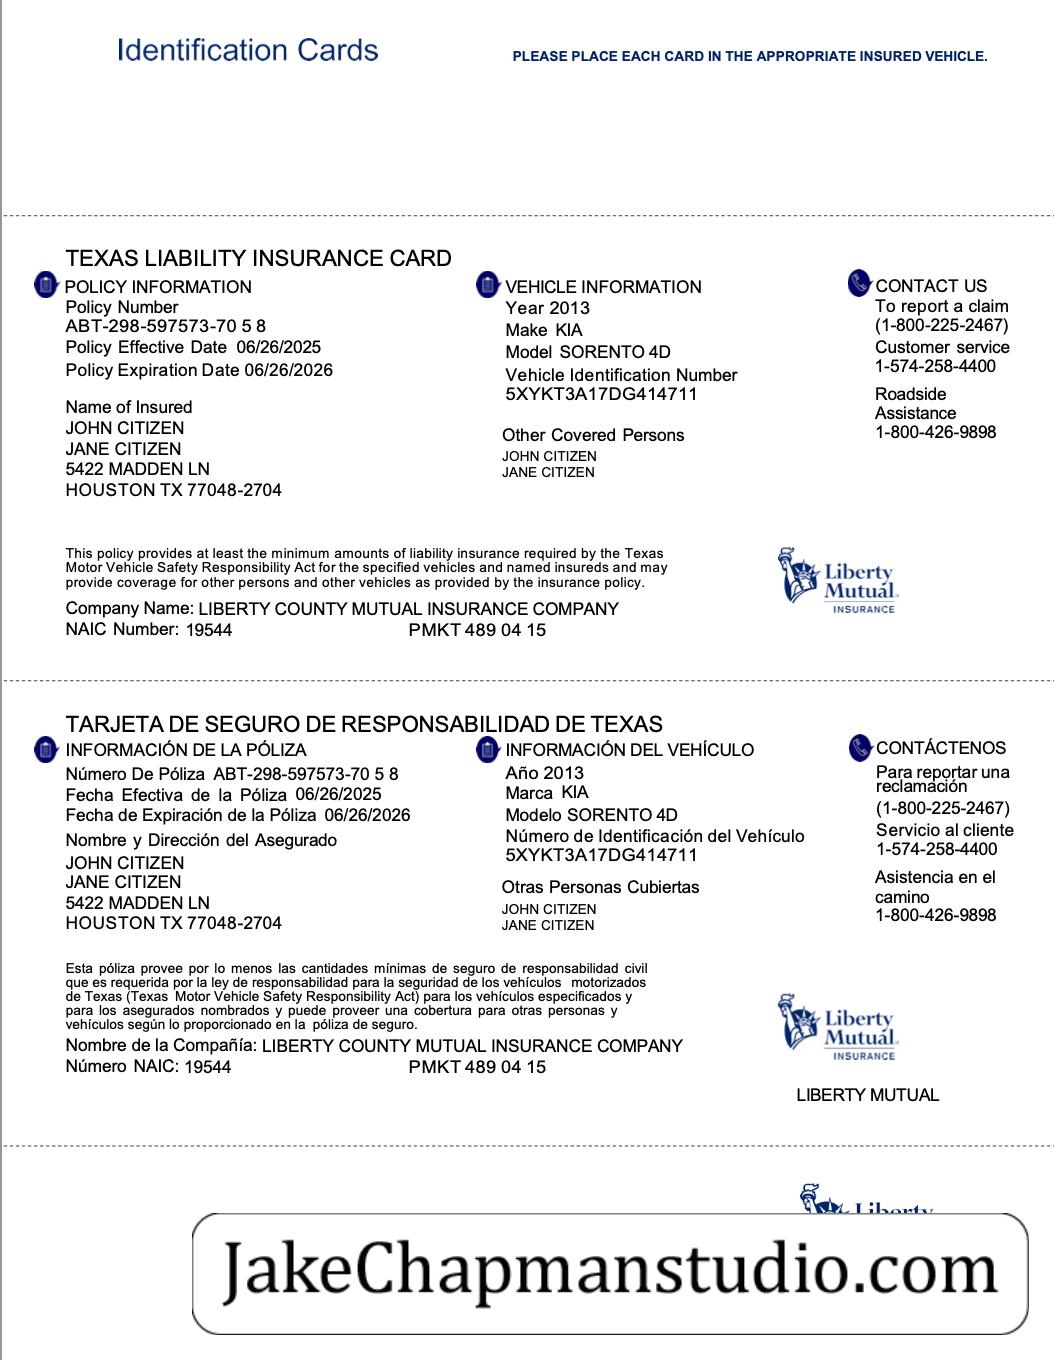 Identification Cards
PLEASE PLACE EACH CARD IN THE APPROPRIATE INSURED VEHICLE.
TEXAS LIABILITY INSURANCE CARD
POLICY INFORMATION
Policy Number
ABT-298-597573-70 5 8
Policy Effective Date 06/26/2025
Policy Expiration Date 06/26/2026
Name of Insured
JOHN CITIZEN
JANE CITIZEN
5422 MADDEN LN
HOUSTON TX 77048-2704
VEHICLE INFORMATION
Year 2013
Make KIA
Model SORENTO 4D
Vehicle Identification Number
5XYKT3A17DG414711
Other Covered Persons
JOHN CITIZEN
JANE CITIZEN
CONTACT US
To report a claim
(1-800-225-2467)
Customer service
1-574-258-4400
Roadside
Assistance
1-800-426-9898
This policy provides at least the minimum amounts of liability insurance required by the Texas
Motor Vehicle Safety Responsibility Act for the specified vehicles and named insureds and may
provide coverage for other persons and other vehicles as provided by the insurance policy.
Company Name: LIBERTY COUNTY MUTUAL INSURANCE COMPANY
NAIC Number: 19544 PMKT 489 04 15
Liberty
Mutual
INSURANCE
TARJETA DE SEGURO DE RESPONSABILIDAD DE TEXAS
INFORMACIÓN DE LA PÓLIZA
Número De Póliza ABT-298-597573-70 5 8
Fecha Efectiva de la Póliza 06/26/2025
Fecha de Expiración de la Póliza 06/26/2026
Nombre y Dirección del Asegurado
JOHN CITIZEN
JANE CITIZEN
5422 MADDEN LN
HOUSTON TX 77048-2704
INFORMACIÓN DEL VEHÍCULO
Año 2013
Marca KIA
Modelo SORENTO 4D
Número de Identificación del Vehículo
5XYKT3A17DG414711
Otras Personas Cubiertas
JOHN CITIZEN
JANE CITIZEN
CONTÁCTENOS
Para reportar una
reclamación
(1-800-225-2467)
Servicio al cliente
1-574-258-4400
Asistencia en el
camino
1-800-426-9898
Esta póliza provee por lo menos las cantidades mínimas de seguro de responsabilidad civil
que es requerida por la ley de responsabilidad para la seguridad de los vehículos motorizados
de Texas (Texas Motor Vehicle Safety Responsibility Act) para los vehículos especificados y
para los asegurados nombrados y puede proveer una cobertura para otras personas y
vehículos según lo proporcionado en la póliza de seguro.
Nombre de la Compañía: LIBERTY COUNTY MUTUAL INSURANCE COMPANY
Número NAIC: 19544 PMKT 489 04 15
Liberty
Mutual
INSURANCE
LIBERTY MUTUAL
Liberty
JakeChapmanstudio.com